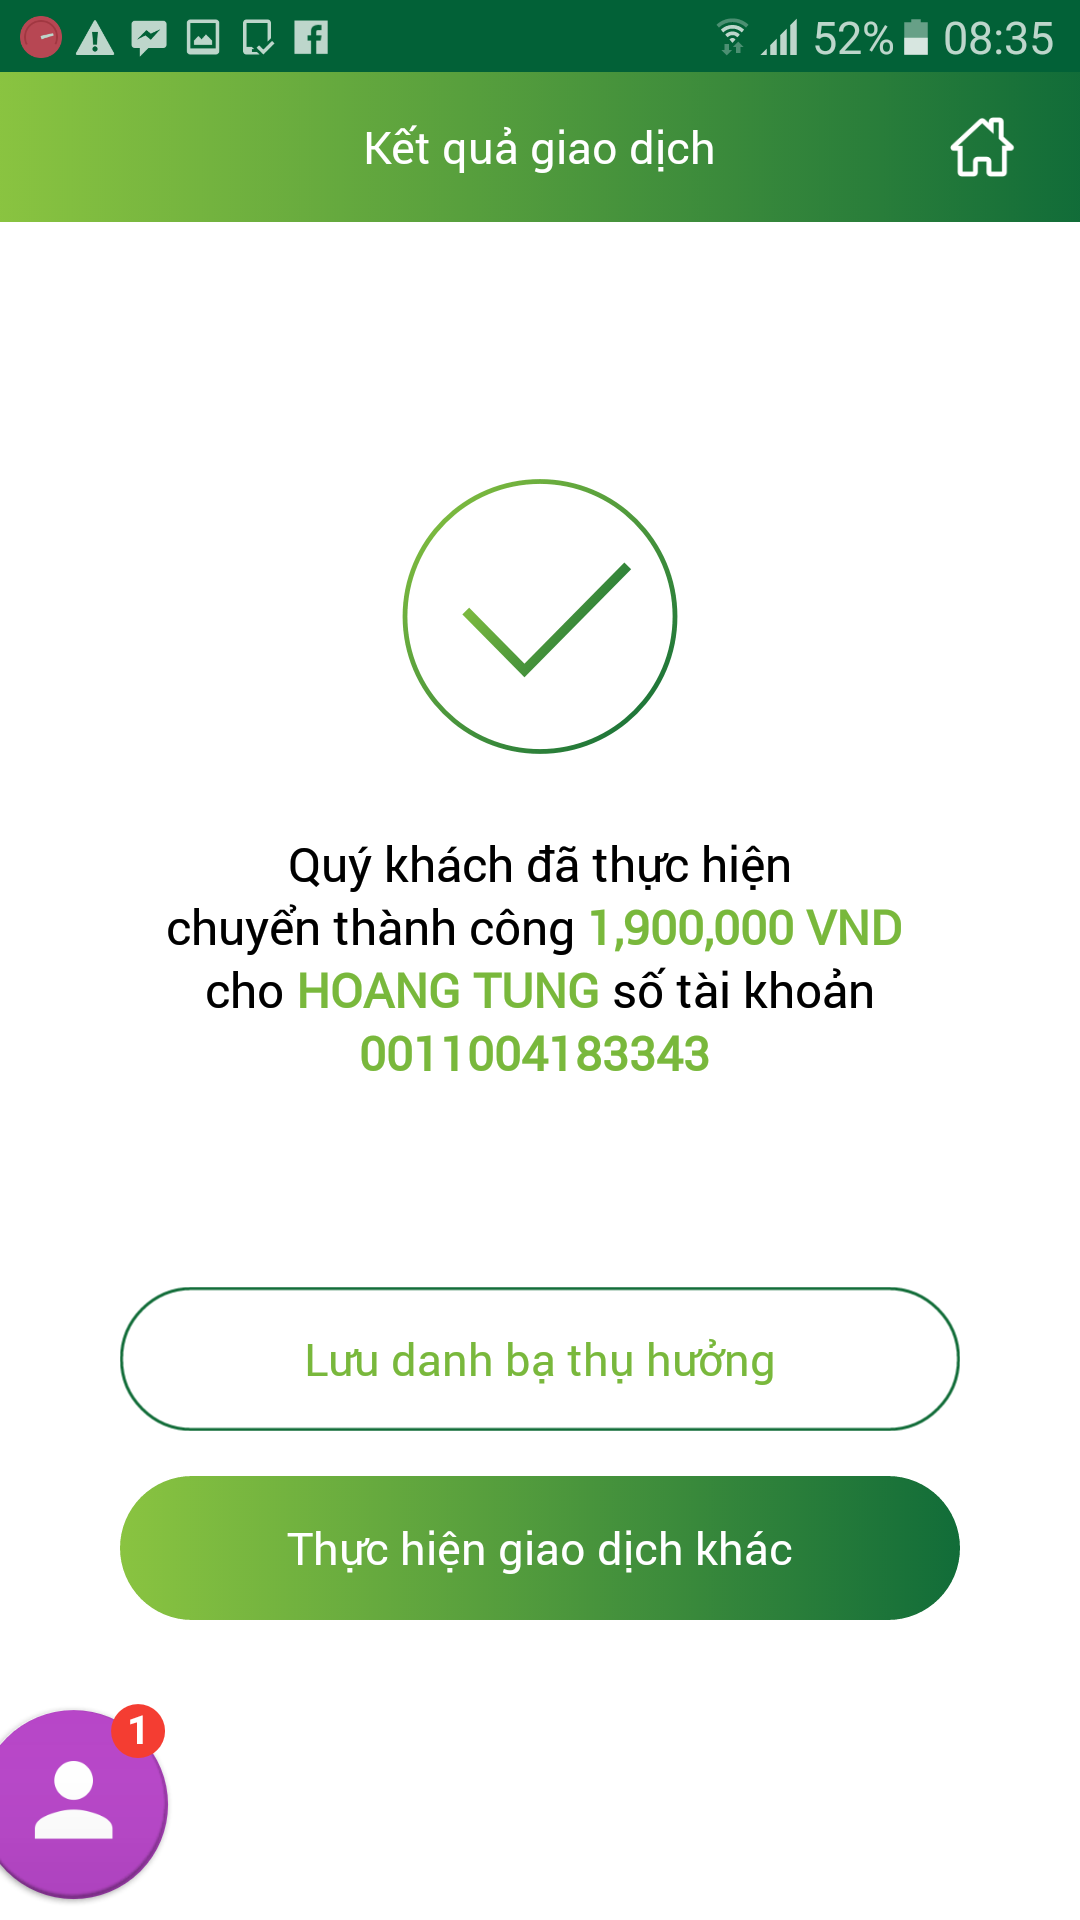 52% 08:35
Kết quả giao dịch
Quý khách đã thực hiện
chuyển thành công 1,900,000 VND
cho HOANG TUNG số tài khoản
0011004183343
Lưu danh bạ thụ hưởng
Thực hiện giao dịch khác
1